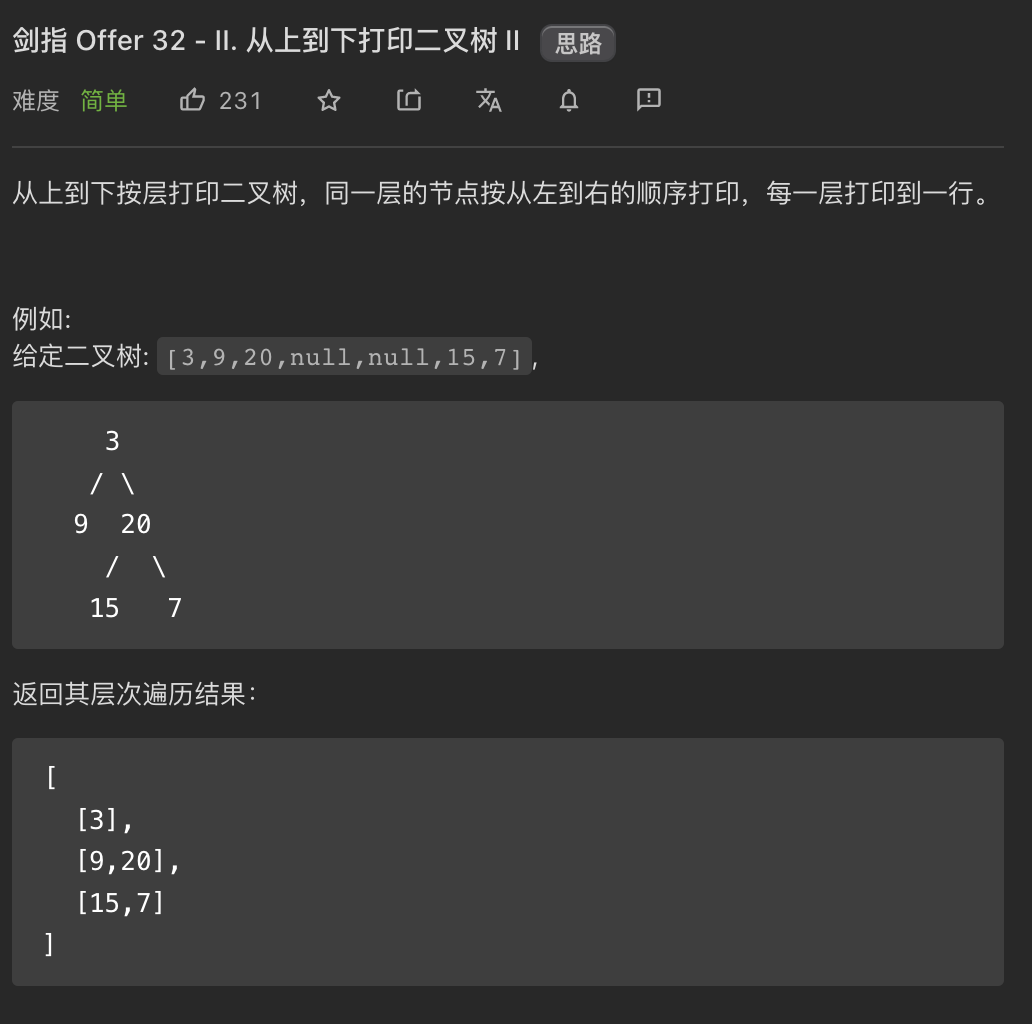 剑指 Offer 32 - II. 从上到下打印二叉树 II 思路
难度 简单 231
从上到下按层打印二叉树，同一层的节点按从左到右的顺序打印，每一层打印到一行。
例如:
给定二叉树: [3,9,20,null,null,15,7],
3
/ \
9 20
/ \
15 7
返回其层次遍历结果：
[
[3],
[9,20],
[15,7]
]